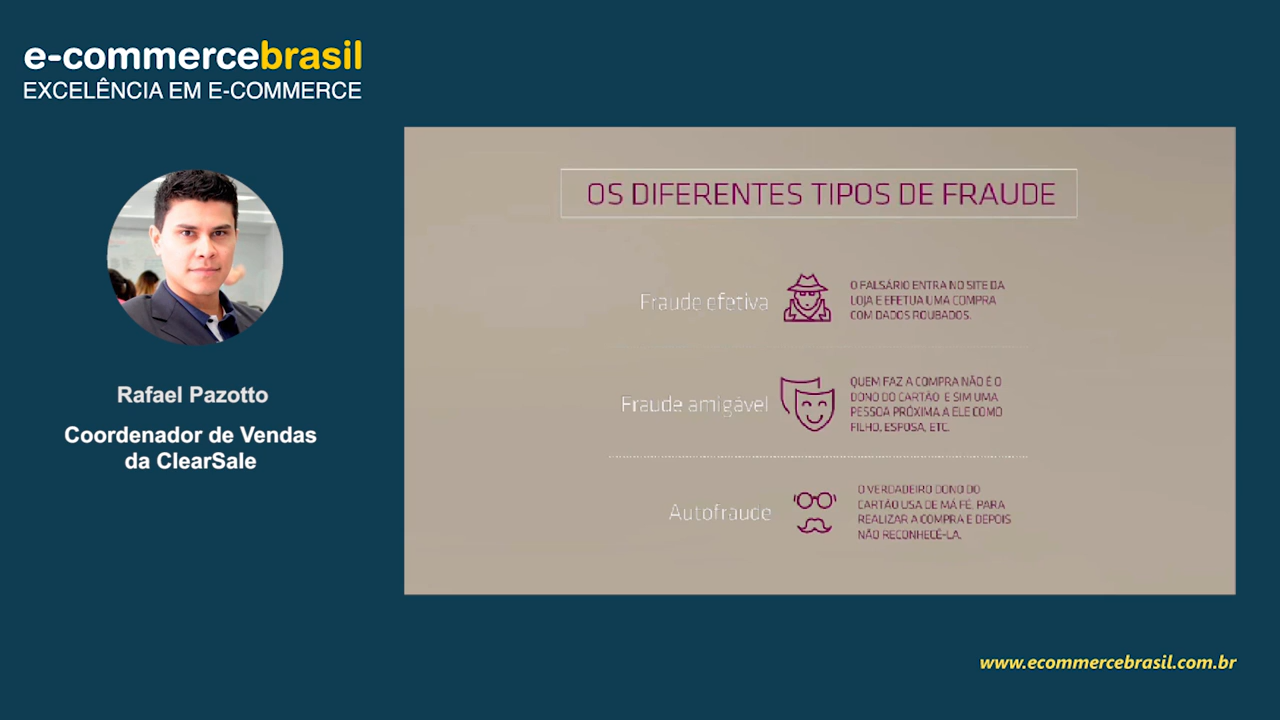 e-commercebrasil
EXCELÊNCIA EM E-COMMERCE
Rafael Pazotto
Coordenador de Vendas
da ClearSale
OS DIFERENTES TIPOS DE FRAUDE
Fraude efetiva
O FALSÁRIO ENTRA NO SITE DA
LOJA E EFETUA UMA COMPRA
COM DADOS ROUBADOS.
Fraude amigável
QUEM FAZ A COMPRA NÃO É O
DONO DO CARTÃO E SIM UMA
PESSOA PRÓXIMA A ELE COMO
FILHO, ESPOSA, ETC.
Autofraude
O VERDADEIRO DONO DO
CARTÃO USA DE MÁ FÉ, PARA
REALIZAR A COMPRA E DEPOIS
NÃO RECONHECÊ-LA.
www.ecommercebrasil.com.br